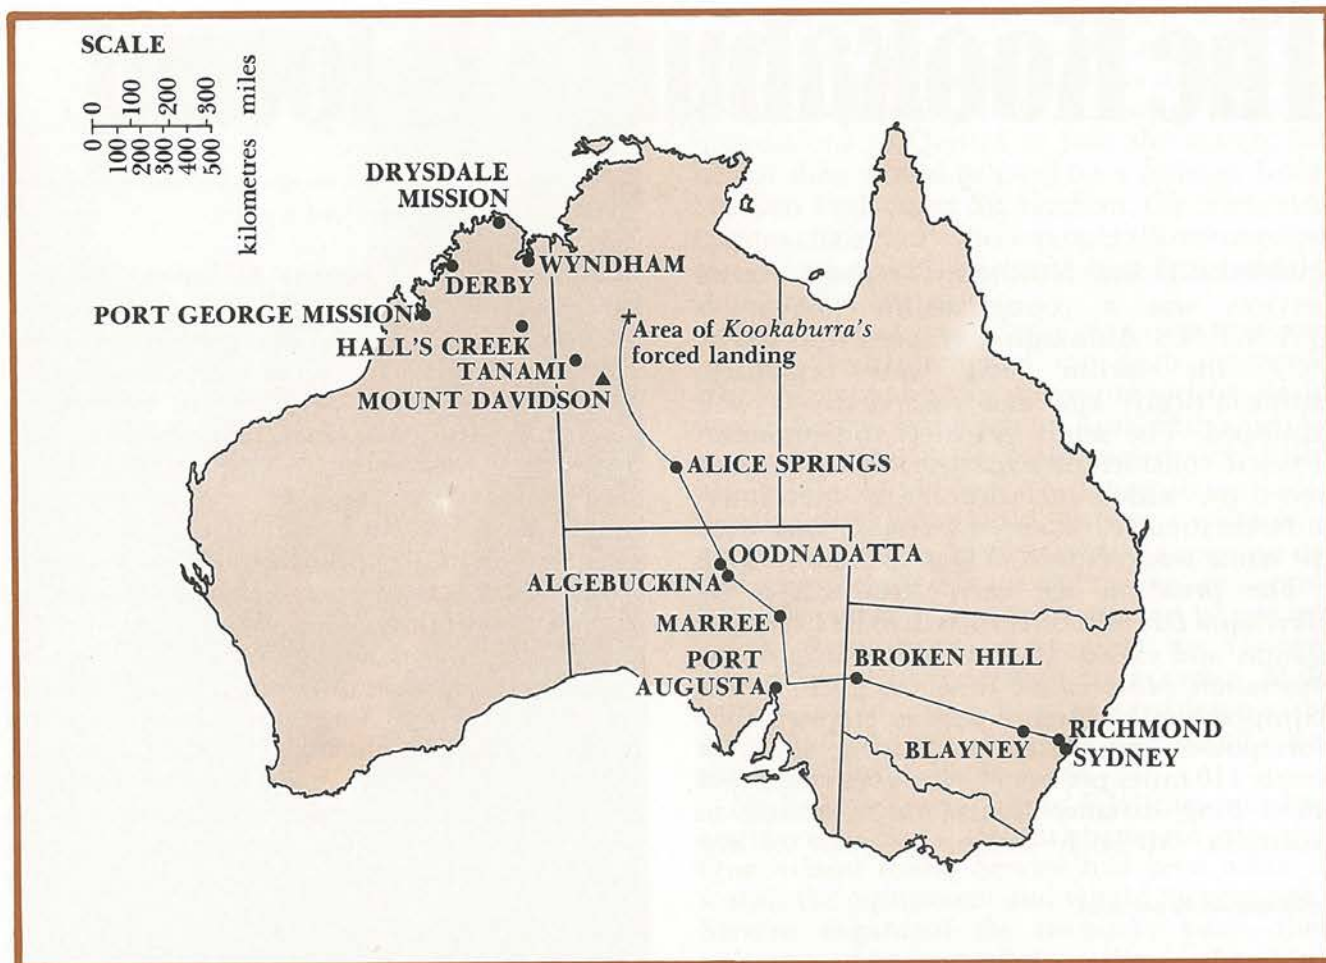 SCALE
0 100 200 300
0 100 200 300 400 500
kilometres miles
DRYSDALE
MISSION
WYNDHAM
DERBY
PORT GEORGE MISSION
HALL'S CREEK
TANAMI
MOUNT DAVIDSON
Area of Kookaburra's
forced landing
ALICE SPRINGS
OODNADATTA
ALGEBUCKINA
MARREE
PORT
AUGUSTA
BROKEN HILL
BLAYNEY
RICHMOND
SYDNEY